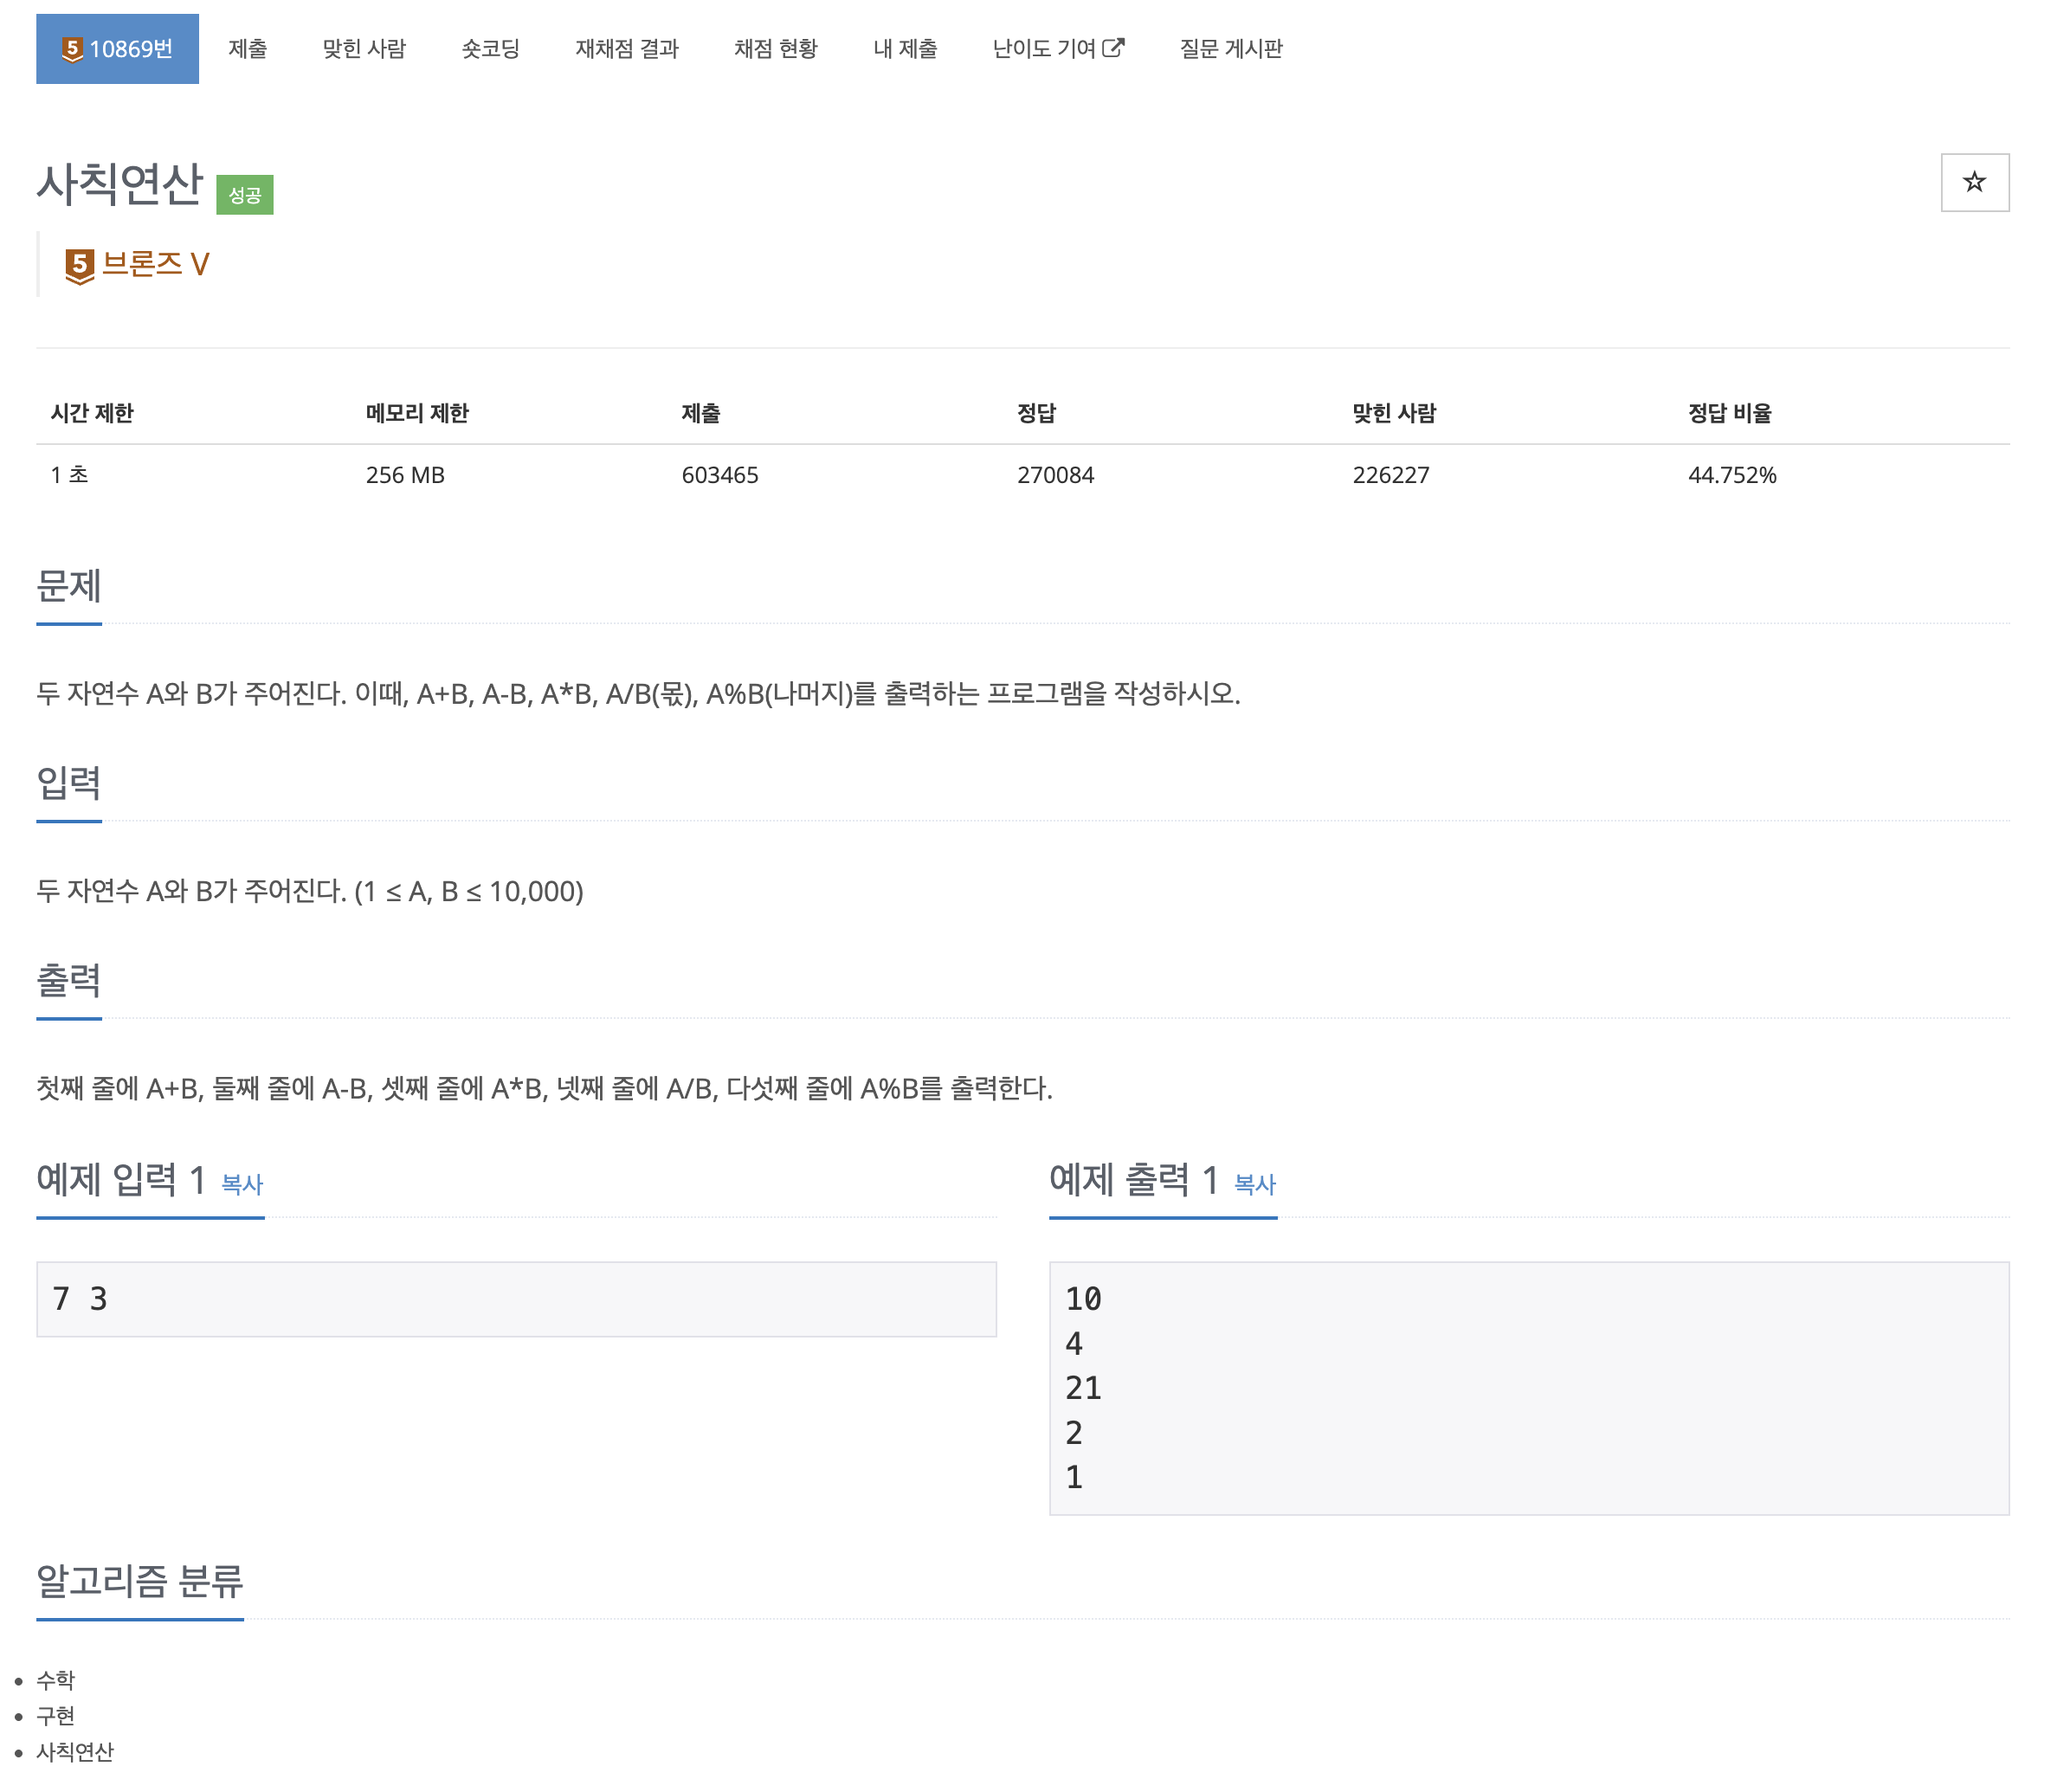 5 10869번 제출 맞힌 사람 숏코딩 재채점 결과 채점 현황 내 제출 난이도 기여 질문 게시판
사칙연산 성공
5 브론즈 V
시간 제한 메모리 제한 제출 정답 맞힌 사람 정답 비율
1 초 256 MB 603465 270084 226227 44.752%
문제
두 자연수 A와 B가 주어진다. 이때, A+B, A-B, A*B, A/B(몫), A%B(나머지)를 출력하는 프로그램을 작성하시오.
입력
두 자연수 A와 B가 주어진다. (1 ≤ A, B ≤ 10,000)
출력
첫째 줄에 A+B, 둘째 줄에 A-B, 셋째 줄에 A*B, 넷째 줄에 A/B, 다섯째 줄에 A%B를 출력한다.
예제 입력 1 복사
7 3
예제 출력 1 복사
10
4
21
2
1
알고리즘 분류
수학
구현
사칙연산